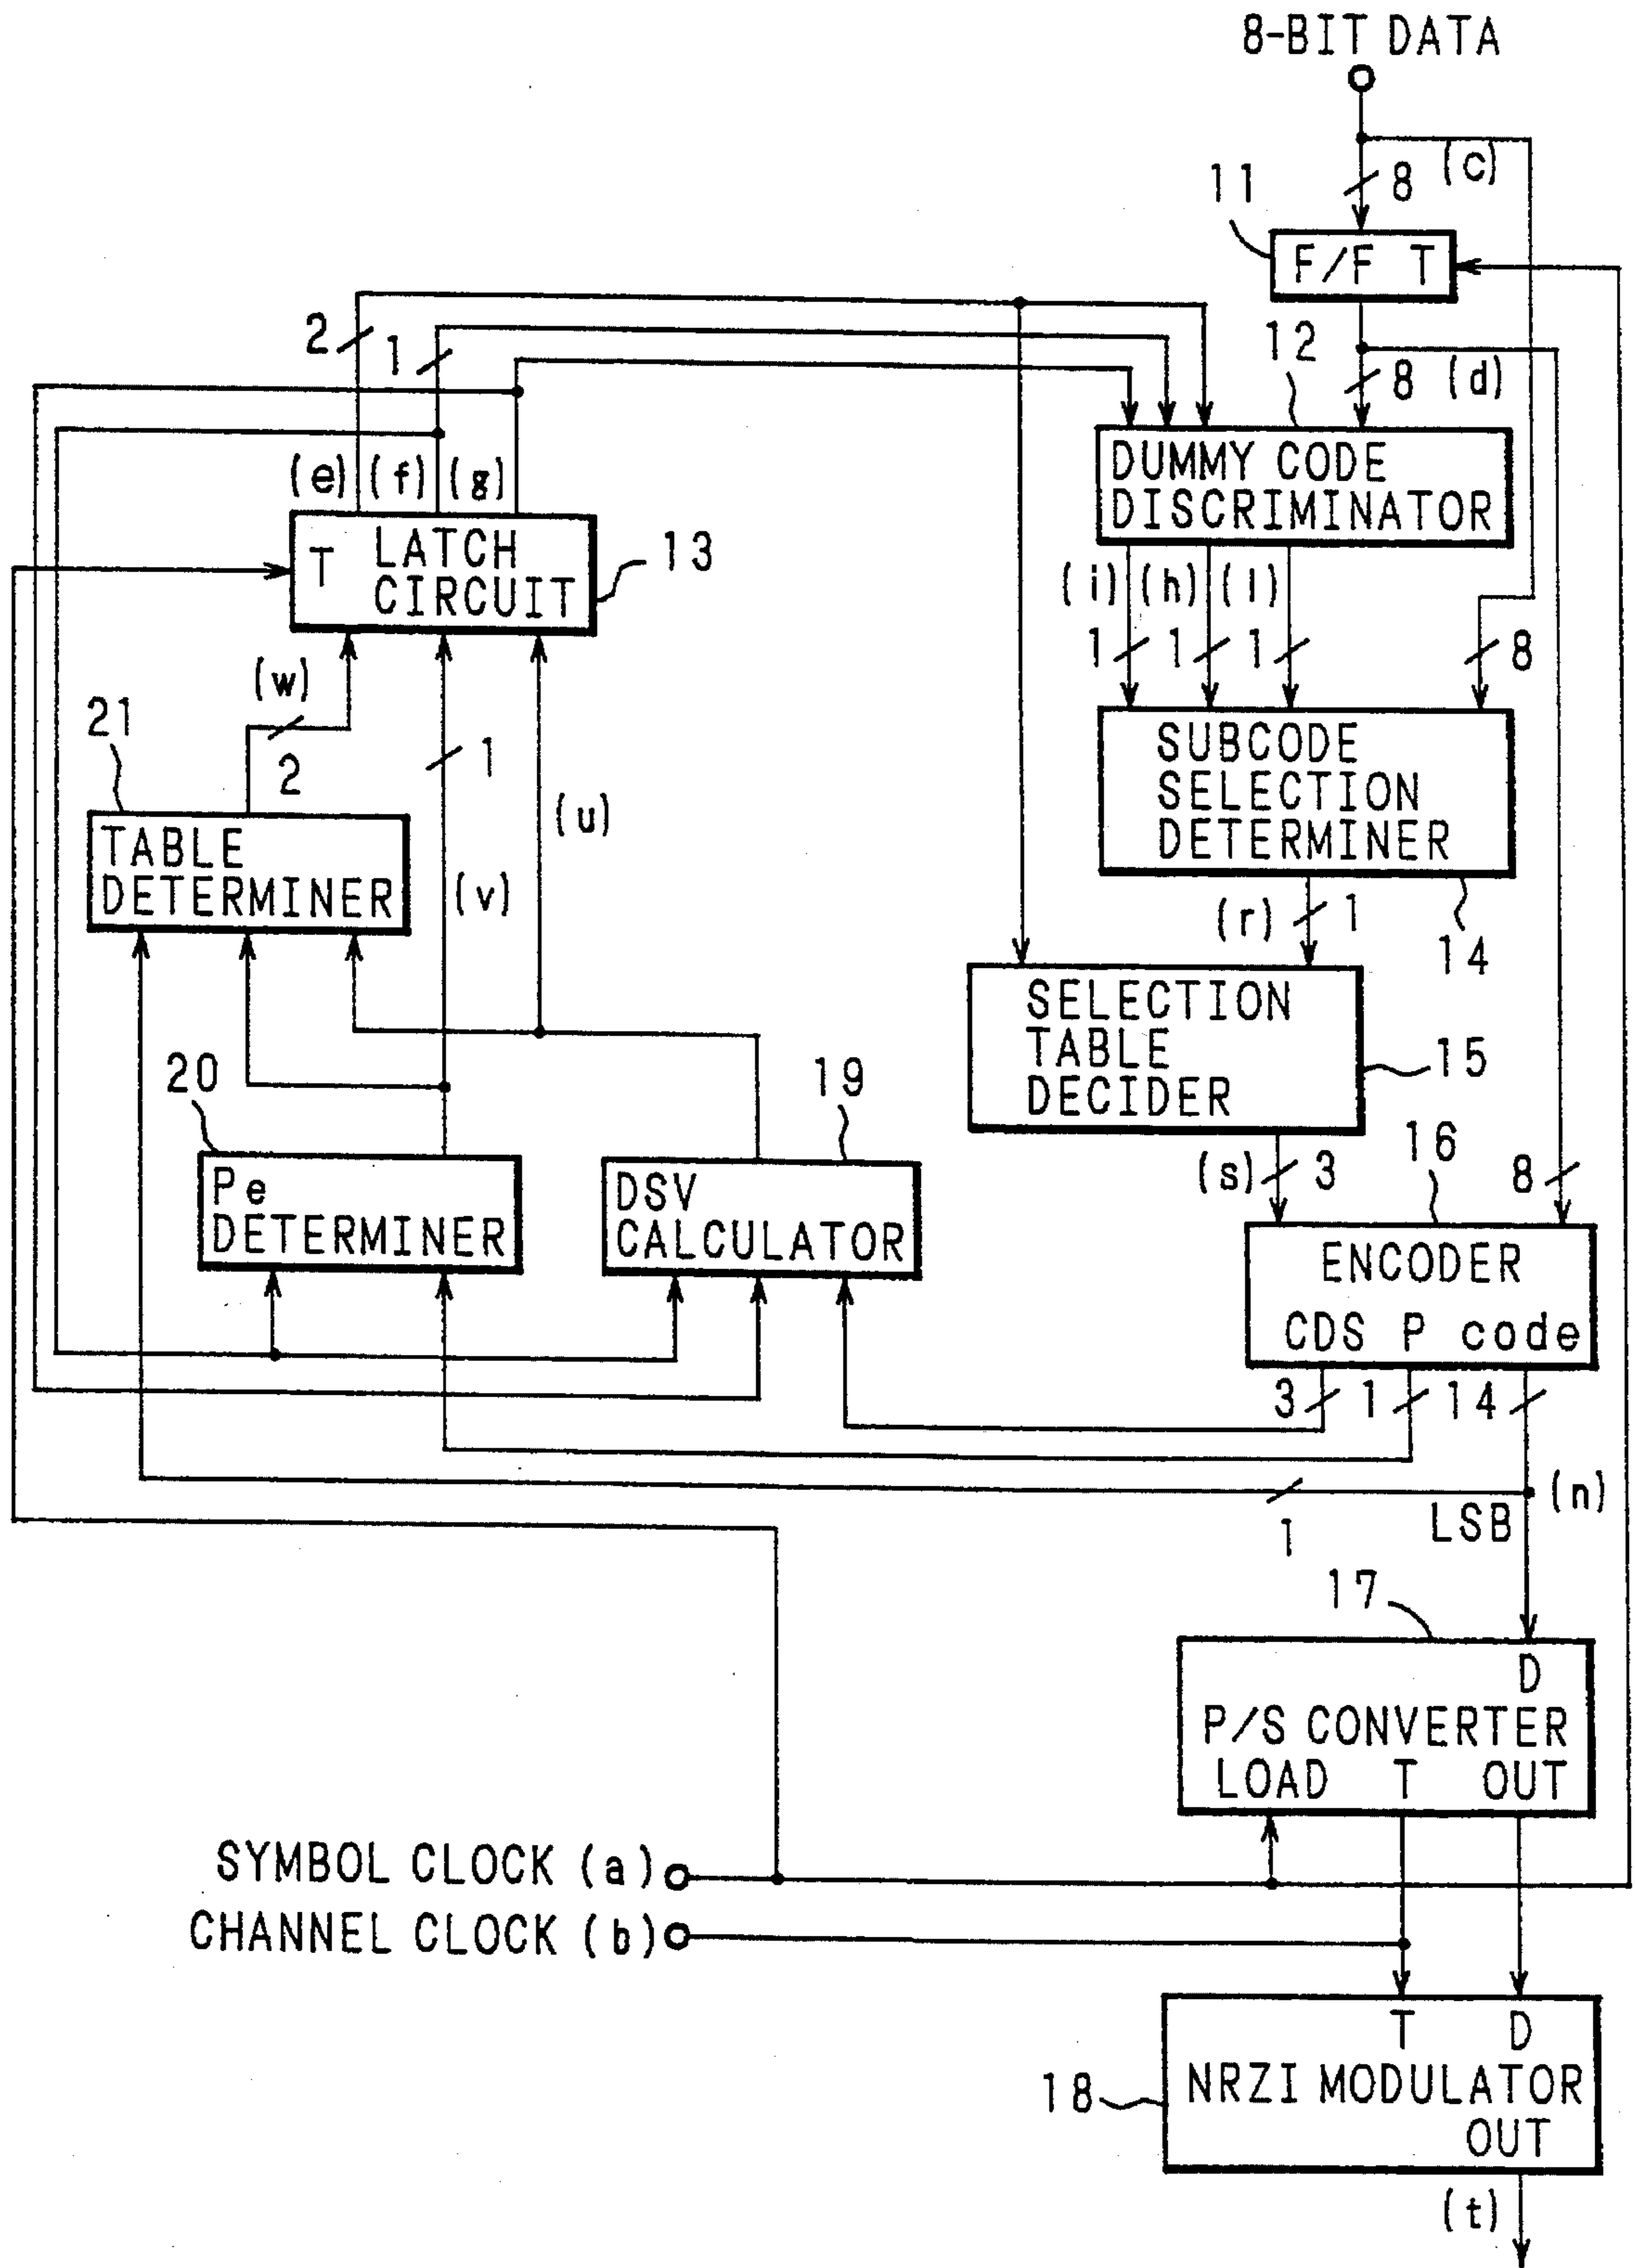 8-BIT DATA
8
(c)
11
F/F T
2
1
12
8
(d)
(e)
(f)
(g)
DUMMY CODE
DISCRIMINATOR
T
LATCH
CIRCUIT
13
(i)
(h)
(l)
1
1
1
8
(w)
21
2
1
(u)
SUBCODE
SELECTION
DETERMINER
TABLE
DETERMINER
(v)
(r)
1
14
SELECTION
TABLE
DECIDER
15
20
19
16
(s)
3
8
Pe
DETERMINER
DSV
CALCULATOR
ENCODER
CDS P code
3
1
14
(n)
1
LSB
17
D
P/S CONVERTER
LOAD T OUT
SYMBOL CLOCK (a)
CHANNEL CLOCK (b)
T D
18
NRZI MODULATOR
OUT
(t)